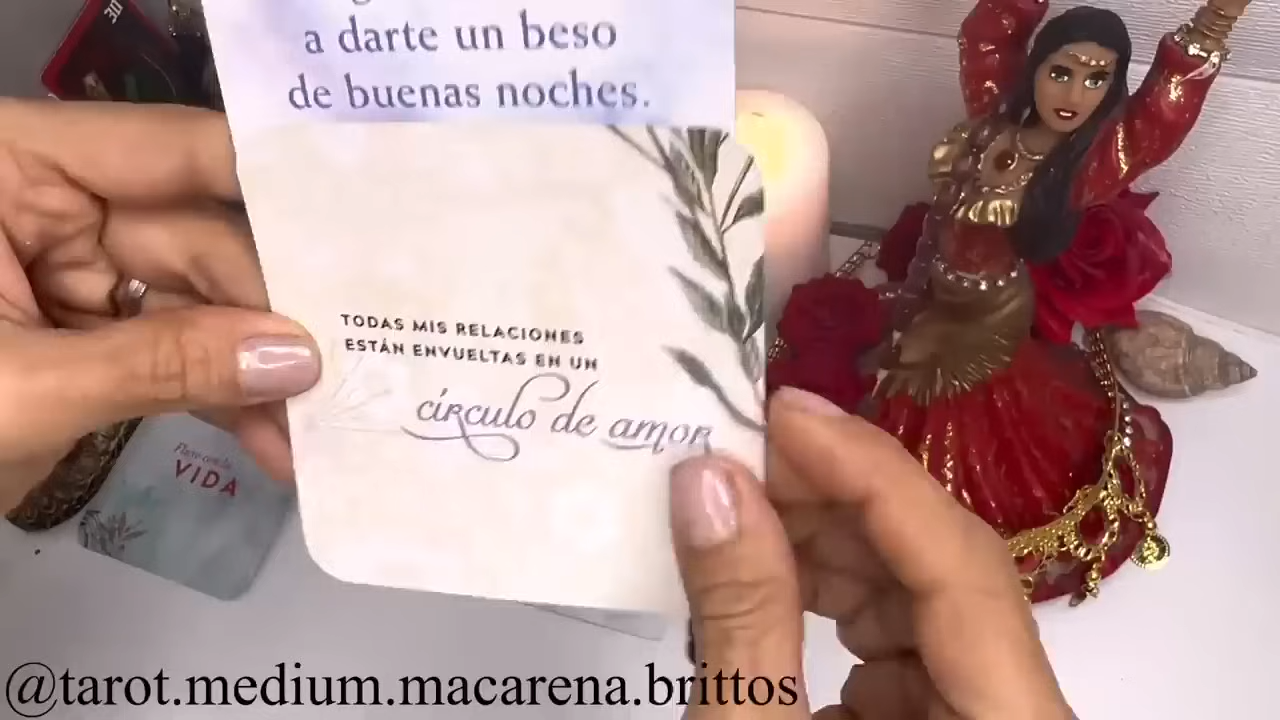 a darte un beso
de buenas noches.
TODAS MIS RELACIONES
ESTÁN ENVUELTAS EN UN
círculo de amor
VIDA
30
@tarot.medium.macarena.brittos